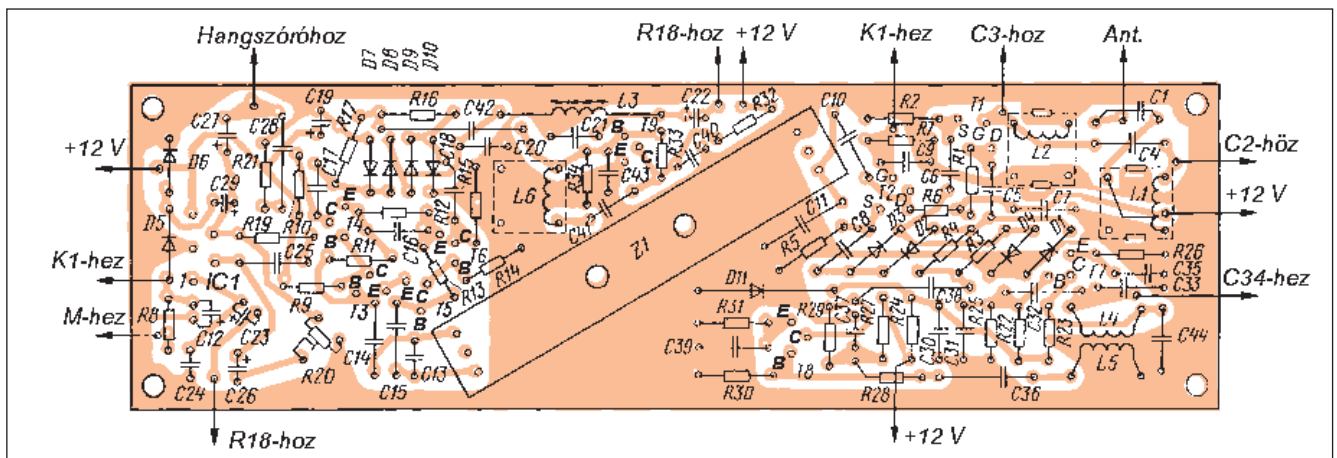 Hangszóróhoz
D7
D8
D9
D10
R18-hoz +12 V
K1-hez
C3-hoz
Ant.
C27
C28
C19
R17
R16
C42
L3
C22
R32
C10
R2
T1
C1
+12 V
D6
R21
C17
C18
C20
C21
B
E
T9
C
R33
C40
S G D
L2
C4
C2-höz
C29
R15
L6
R34
C43
C9
R1
C6
G
T2
D
S
R6
C5
C7
L1
+12 V
D5
R19
R10
C25
E
C
T4
B
R11
R12
C16
E
C
T6
B
R14
C41
Z1
C11
R5
C8
D3
D2
R4
R3
D4
D1
E
C
T7
B
R26
C35
C33
K1-hez
1
IC1
R9
B
E
T3
C
E
C
T5
B
R13
D11
C38
C34-hez
M-hez
R8
C12
C23
C24
C26
R20
C14
C15
C13
R31
C39
R30
E
C
B
T8
R29
C37
R27
R24
C30
C31
R25
R22
C32
R23
L4
L5
C44
R28
C36
R18-hoz
+12 V